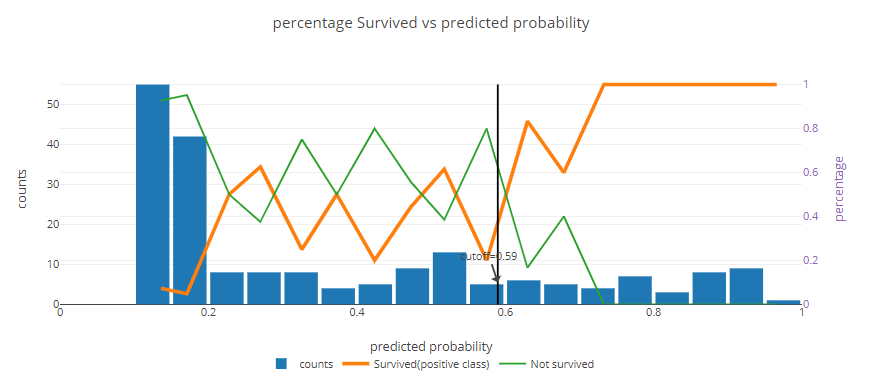 percentage Survived vs predicted probability
50
40
30
20
10
0
counts
1
0.8
0.6
0.4
0.2
0
percentage
cutoff=0.59
0 0.2 0.4 0.6 0.8 1
predicted probability
counts Survived(positive class) Not survived